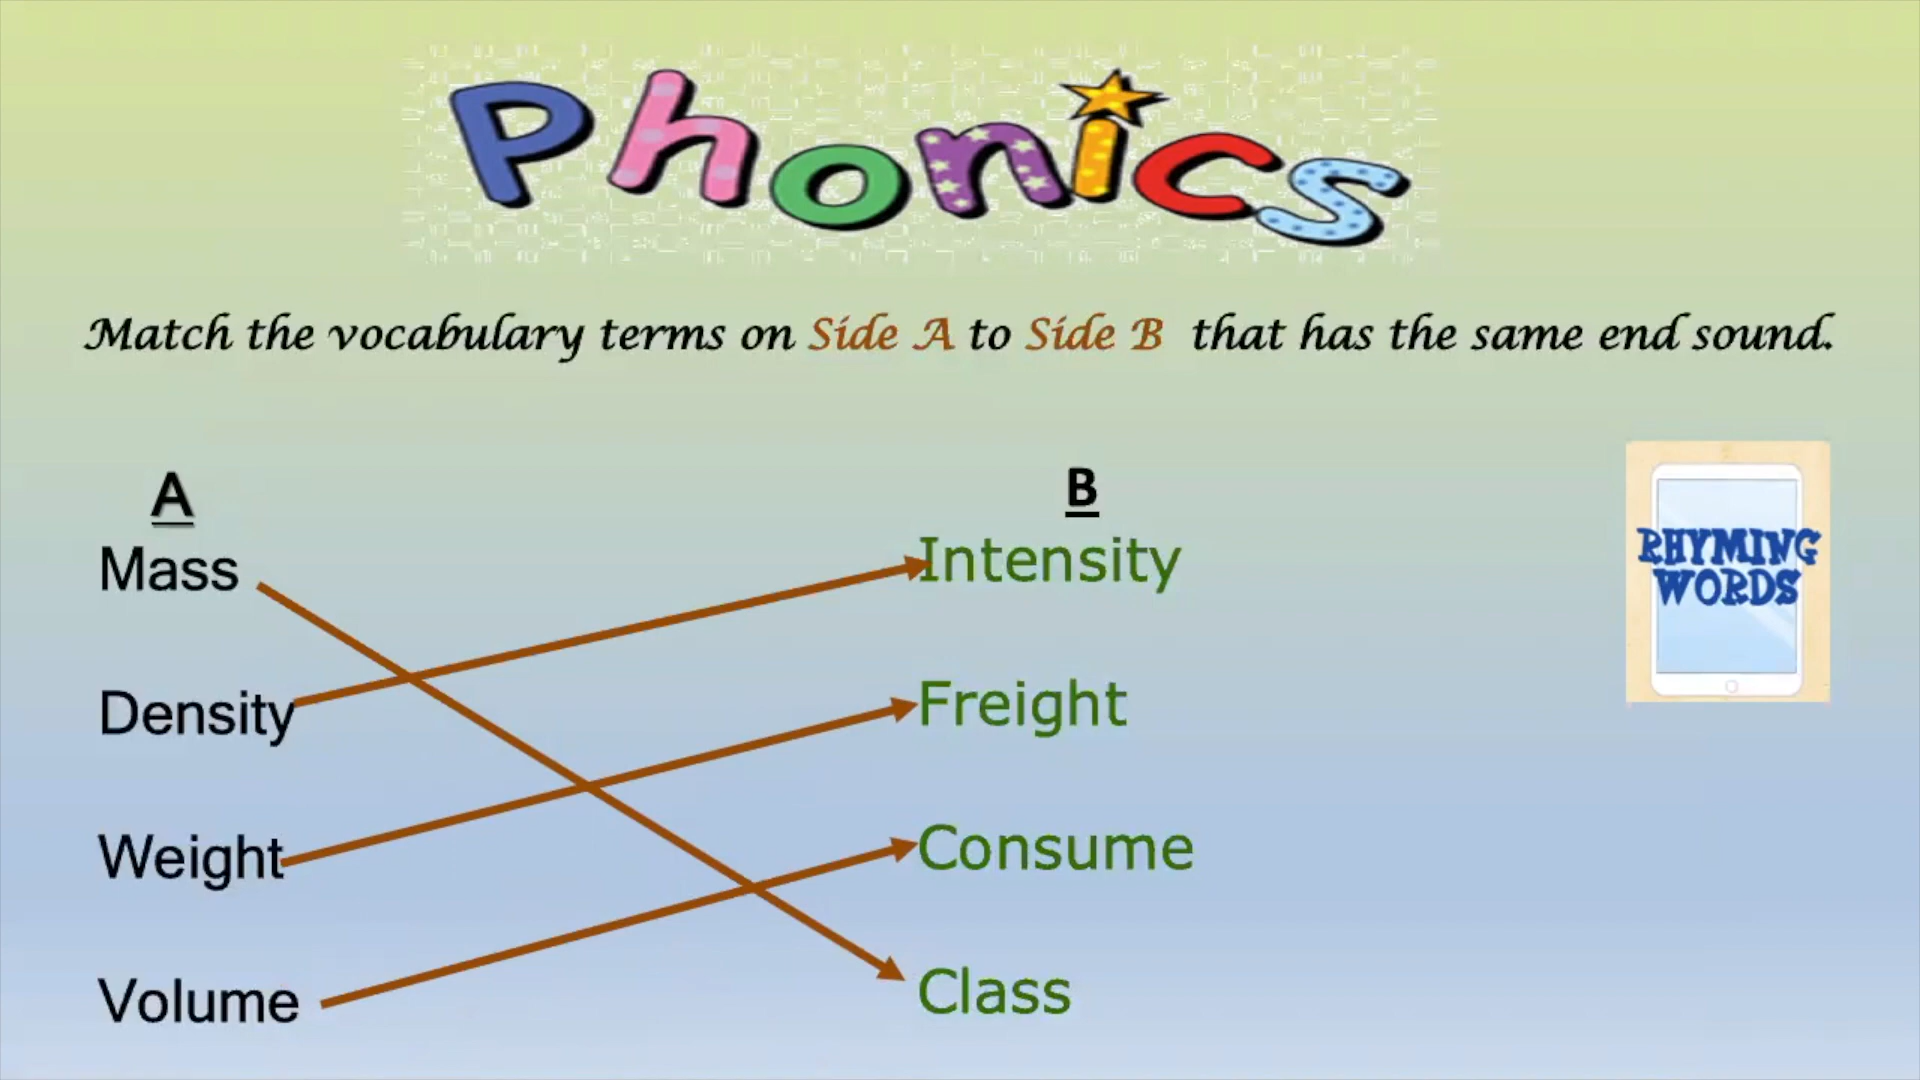 Phonics
Match the vocabulary terms on Side A to Side B that has the same end sound.
A
Mass
Density
Weight
Volume
B
Intensity
Freight
Consume
Class
RHYMING
WORDS